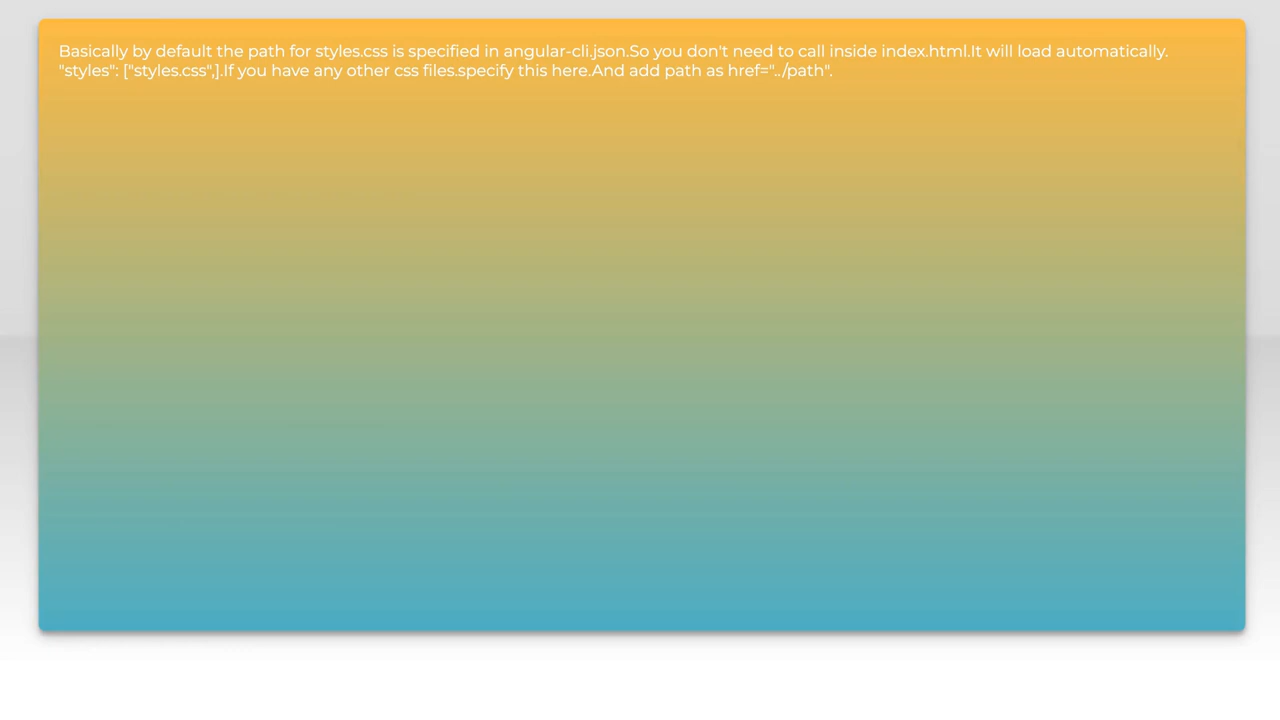 Basically by default the path for styles.css is specified in angular-cli.json.So you don't need to call inside index.html.It will load automatically.
"styles": ["styles.css",].If you have any other css files.specify this here.And add path as href="../path".